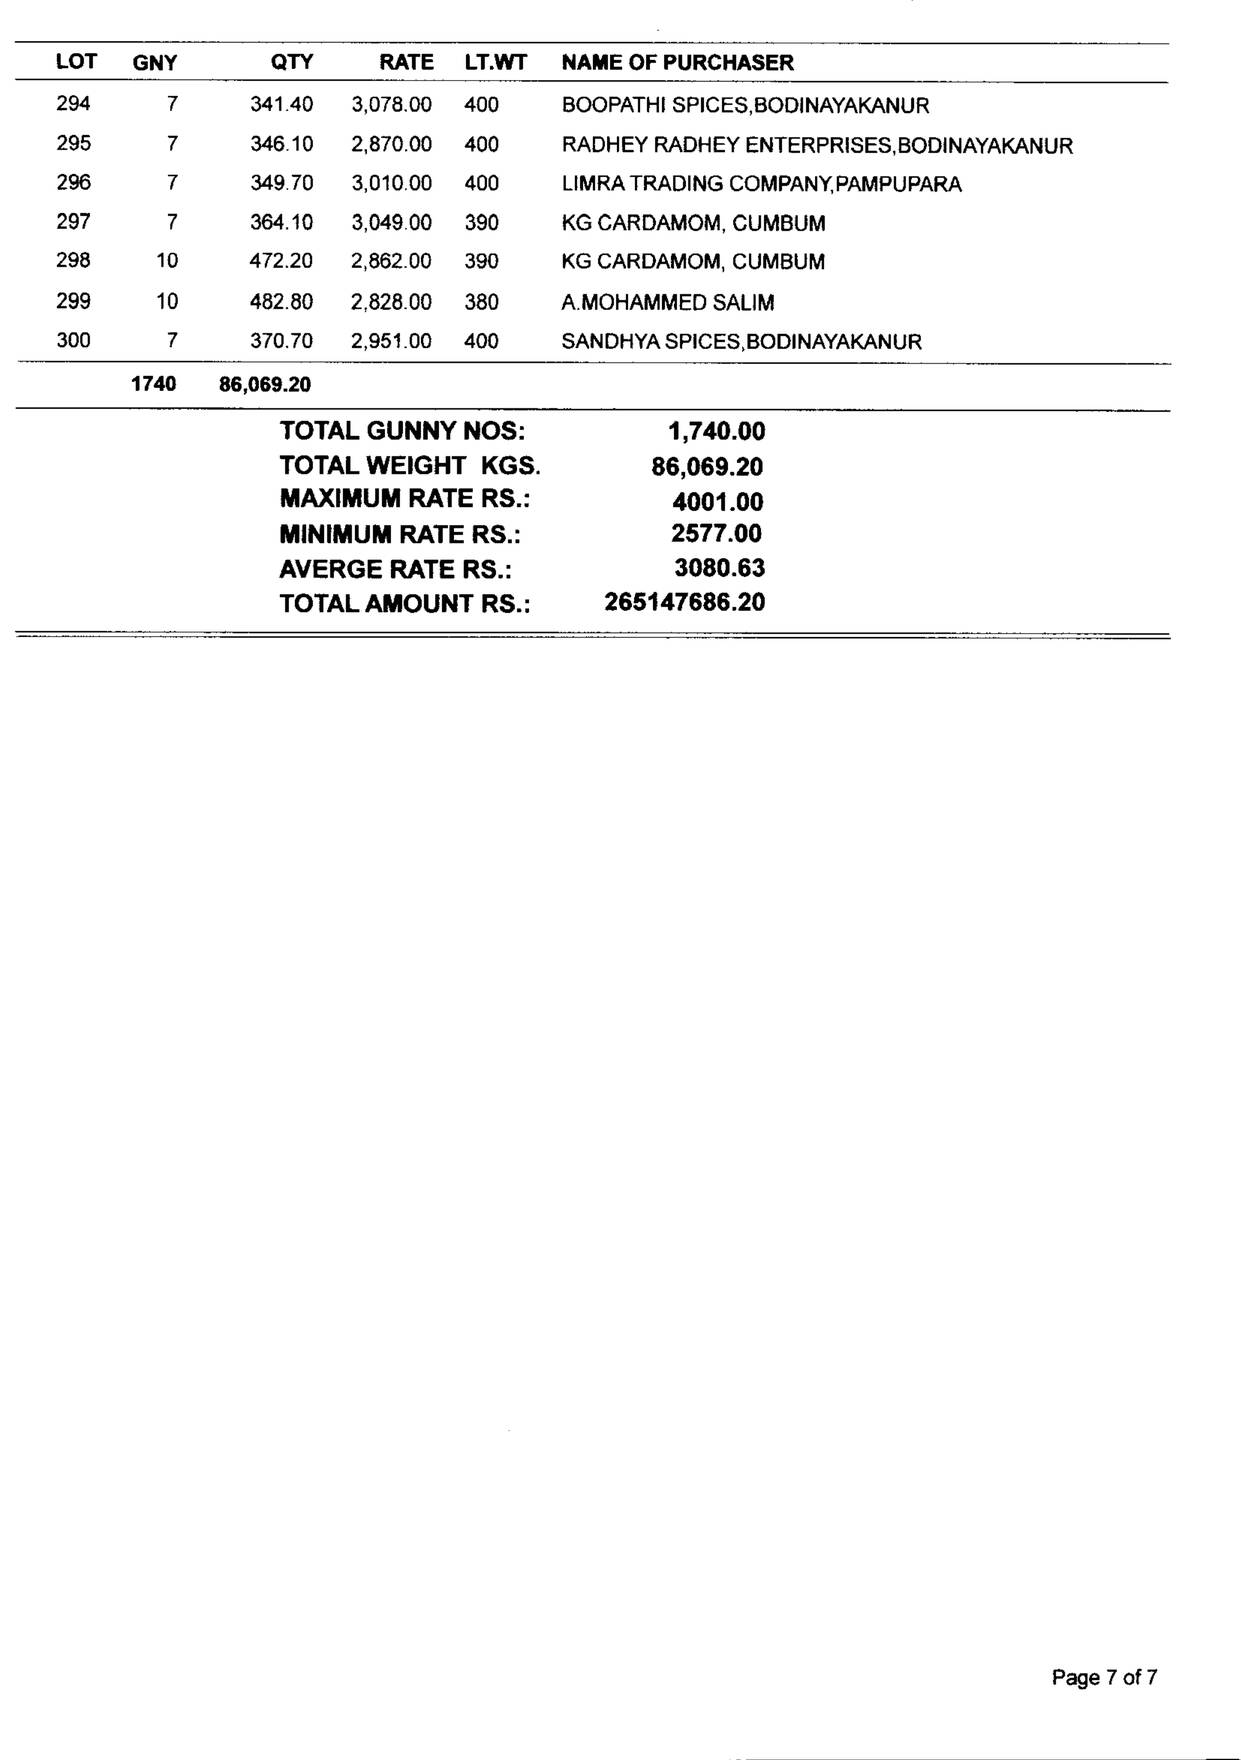 LOT GNY QTY RATE LT.WT NAME OF PURCHASER
294 7 341.40 3,078.00 400 BOOPATHI SPICES,BODINAYAKANUR
295 7 346.10 2,870.00 400 RADHEY RADHEY ENTERPRISES,BODINAYAKANUR
296 7 349.70 3,010.00 400 LIMRA TRADING COMPANY,PAMPUPARA
297 7 364.10 3,049.00 390 KG CARDAMOM, CUMBUM
298 10 472.20 2,862.00 390 KG CARDAMOM, CUMBUM
299 10 482.80 2,828.00 380 A.MOHAMMED SALIM
300 7 370.70 2,951.00 400 SANDHYA SPICES,BODINAYAKANUR
1740 86,069.20
TOTAL GUNNY NOS: 1,740.00
TOTAL WEIGHT KGS. 86,069.20
MAXIMUM RATE RS.: 4001.00
MINIMUM RATE RS.: 2577.00
AVERGE RATE RS.: 3080.63
TOTAL AMOUNT RS.: 265147686.20
Page 7 of 7